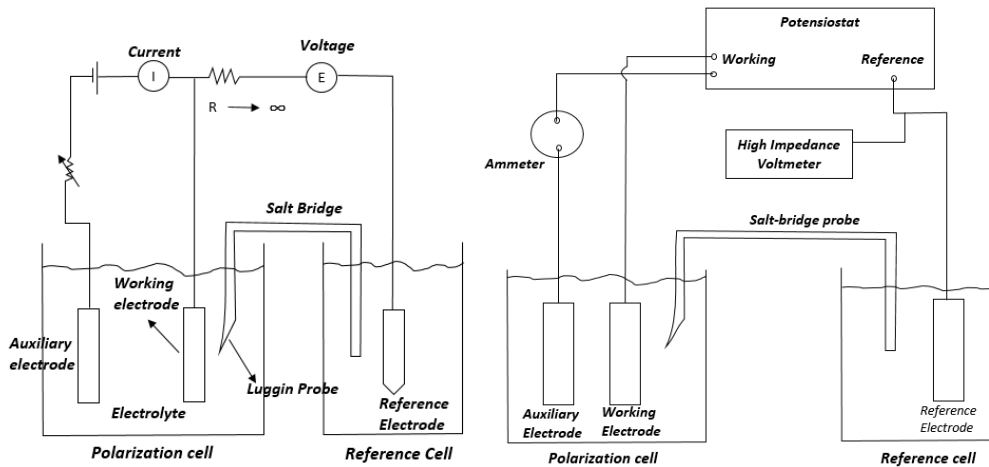 Current
Voltage
I
E
R → ∞
Salt Bridge
Working
electrode
Auxiliary
electrode
Luggin Probe
Electrolyte
Reference
Electrode
Polarization cell
Reference Cell
Potensiostat
Working
Reference
Ammeter
High Impedance
Voltmeter
Salt-bridge probe
Auxiliary
Electrode
Working
Electrode
Reference
Electrode
Polarization cell
Reference cell